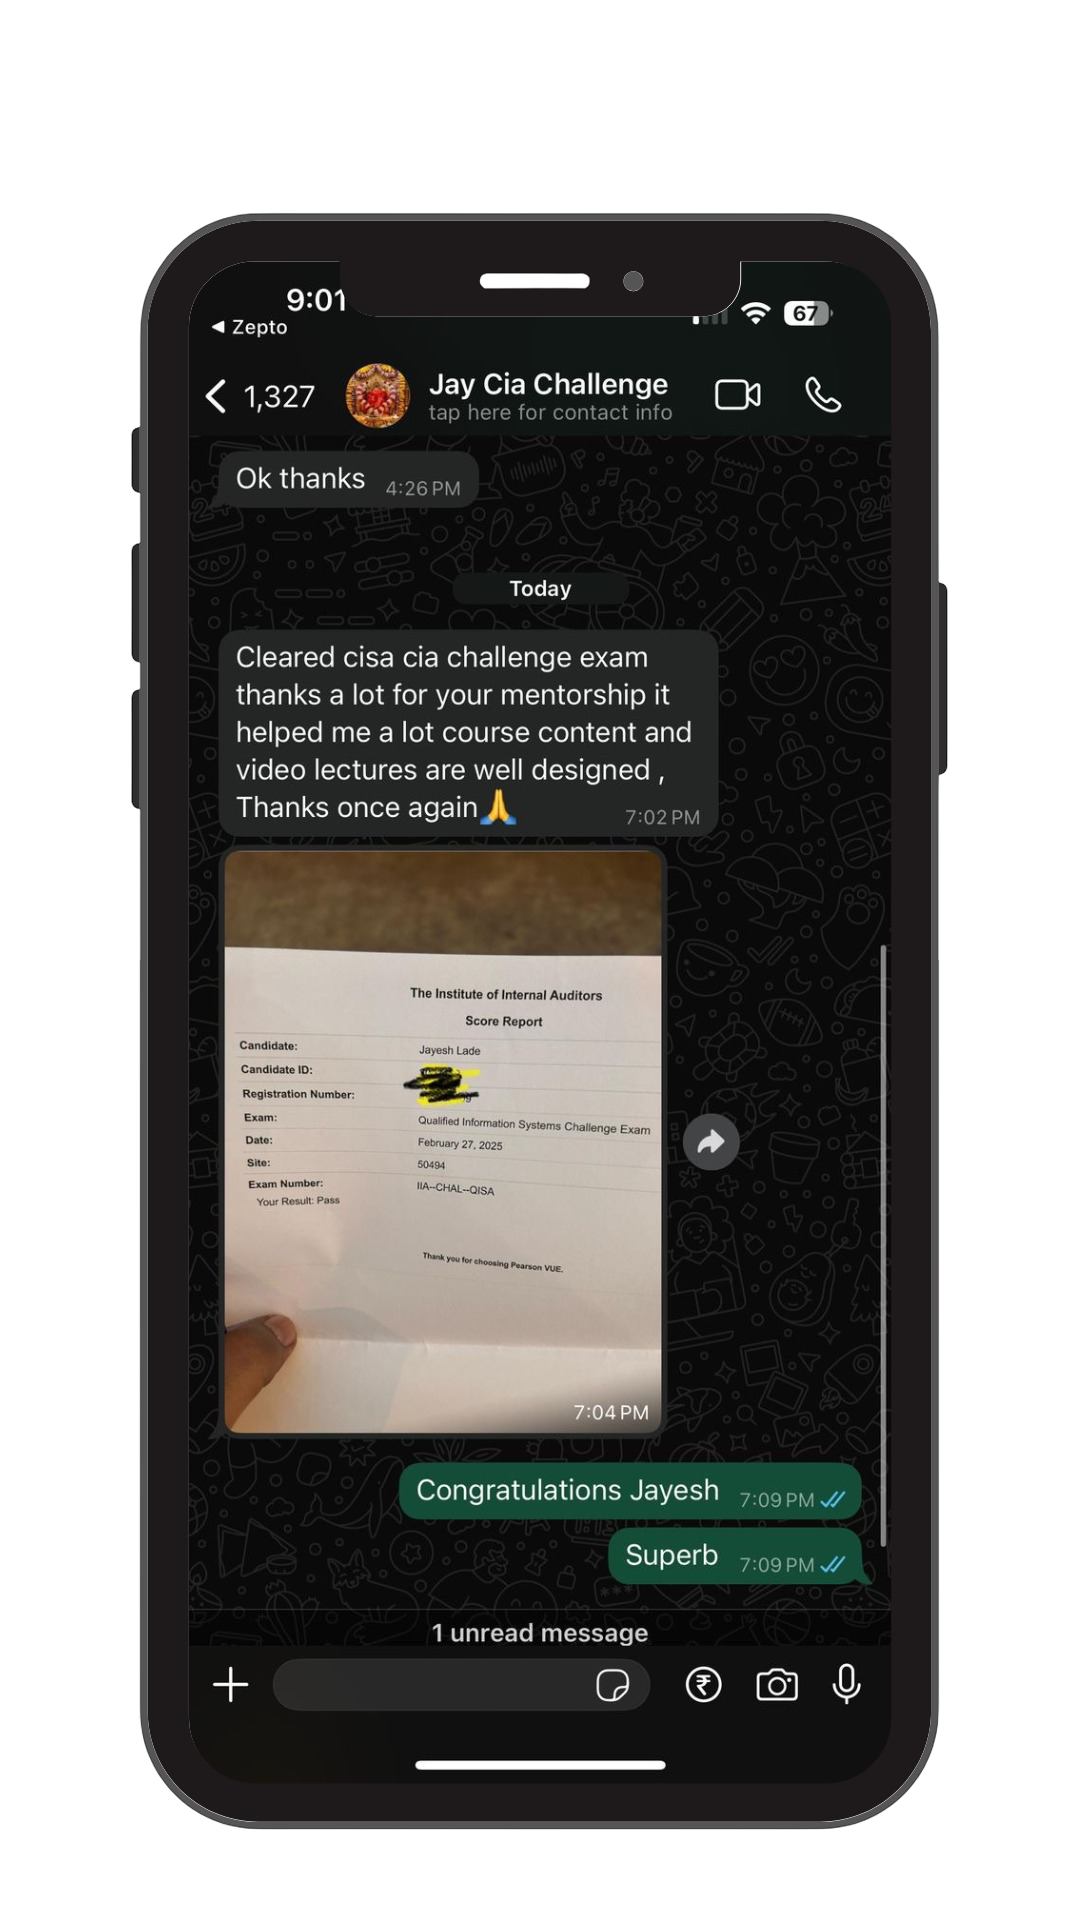 9:01
◀ Zepto
67
1,327
Jay Cia Challenge
tap here for contact info
Ok thanks 4:26 PM
Today
Cleared cisa cia challenge exam
thanks a lot for your mentorship it
helped me a lot course content and
video lectures are well designed ,
Thanks once again🙏 7:02 PM
The Institute of Internal Auditors
Score Report
Candidate: Jayesh Lade
Candidate ID:
Registration Number:
Exam: Qualified Information Systems Challenge Exam
Date: February 27, 2025
Site: 50494
Exam Number: IIA--CHAL--QISA
Your Result: Pass
Thank you for choosing Pearson VUE.
7:04 PM
Congratulations Jayesh 7:09 PM
Superb 7:09 PM
1 unread message